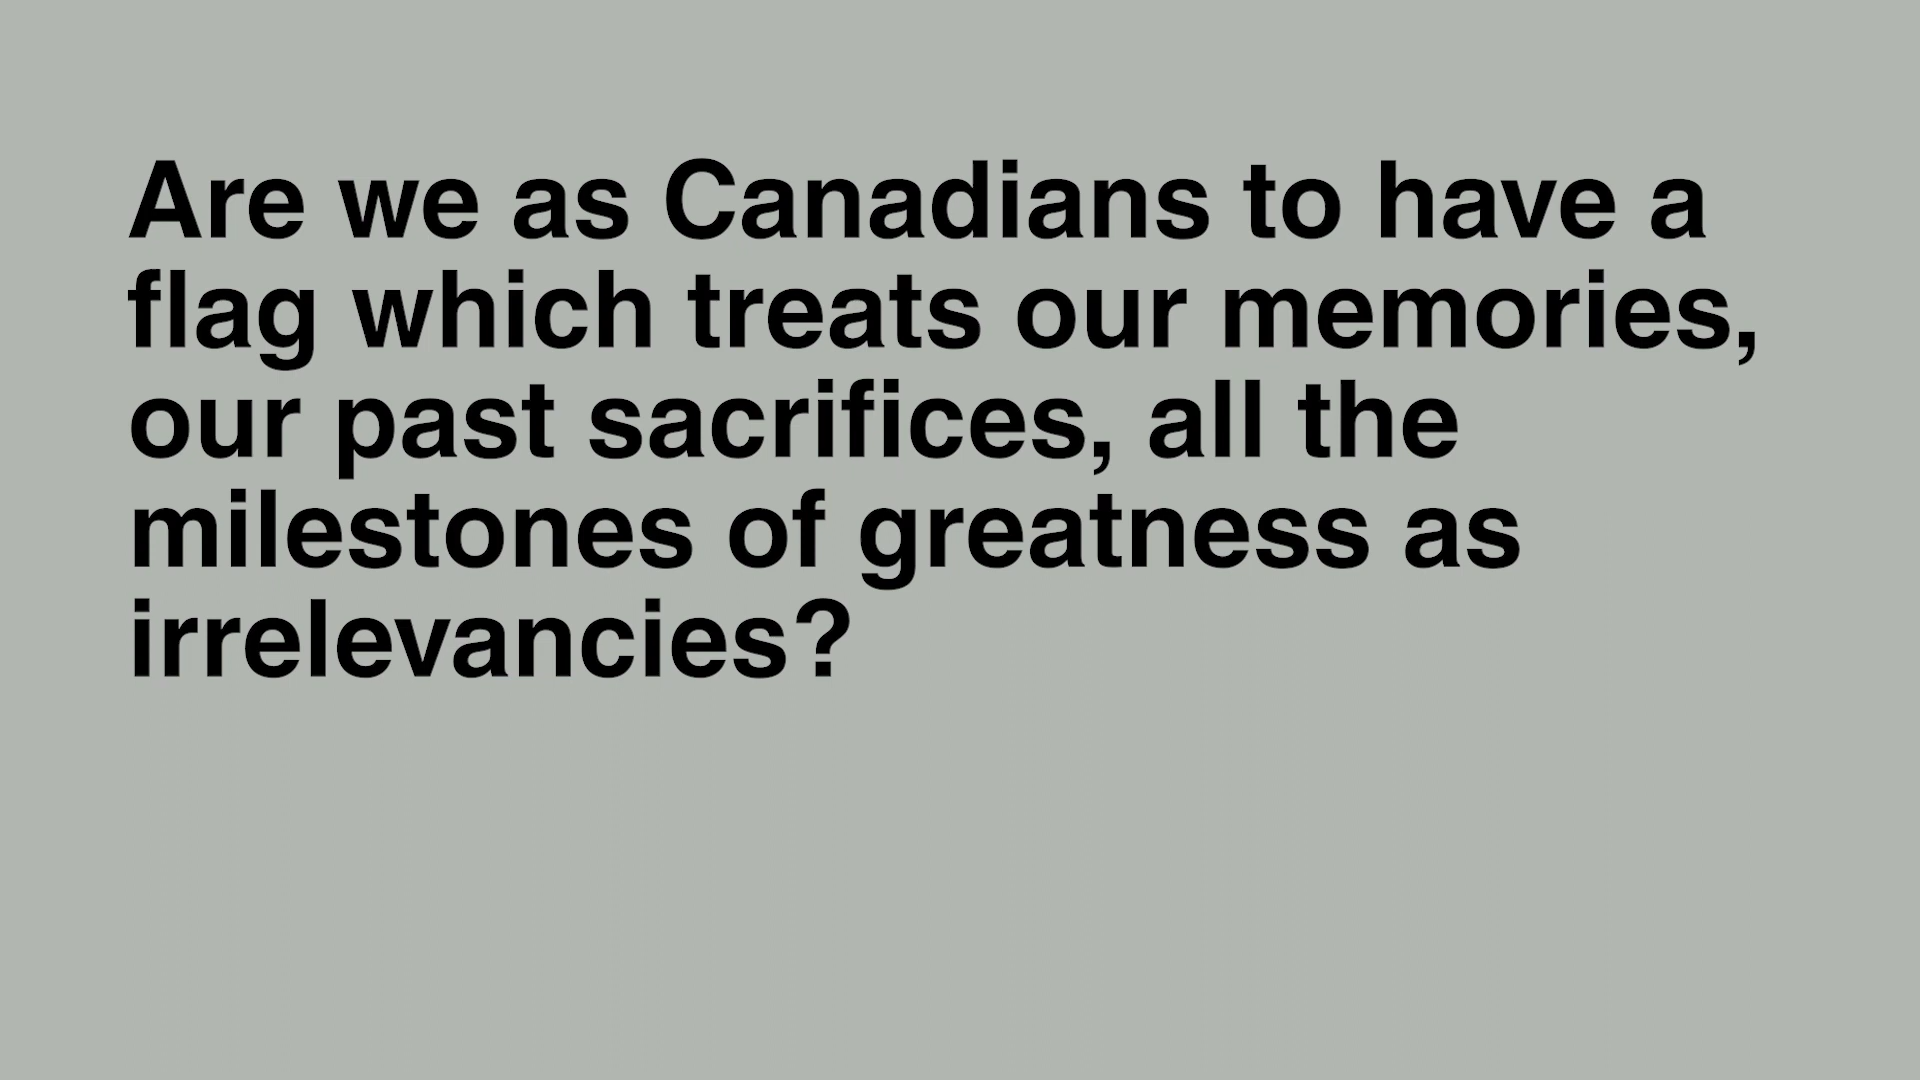 Are we as Canadians to have a
flag which treats our memories,
our past sacrifices, all the
milestones of greatness as
irrelevancies?